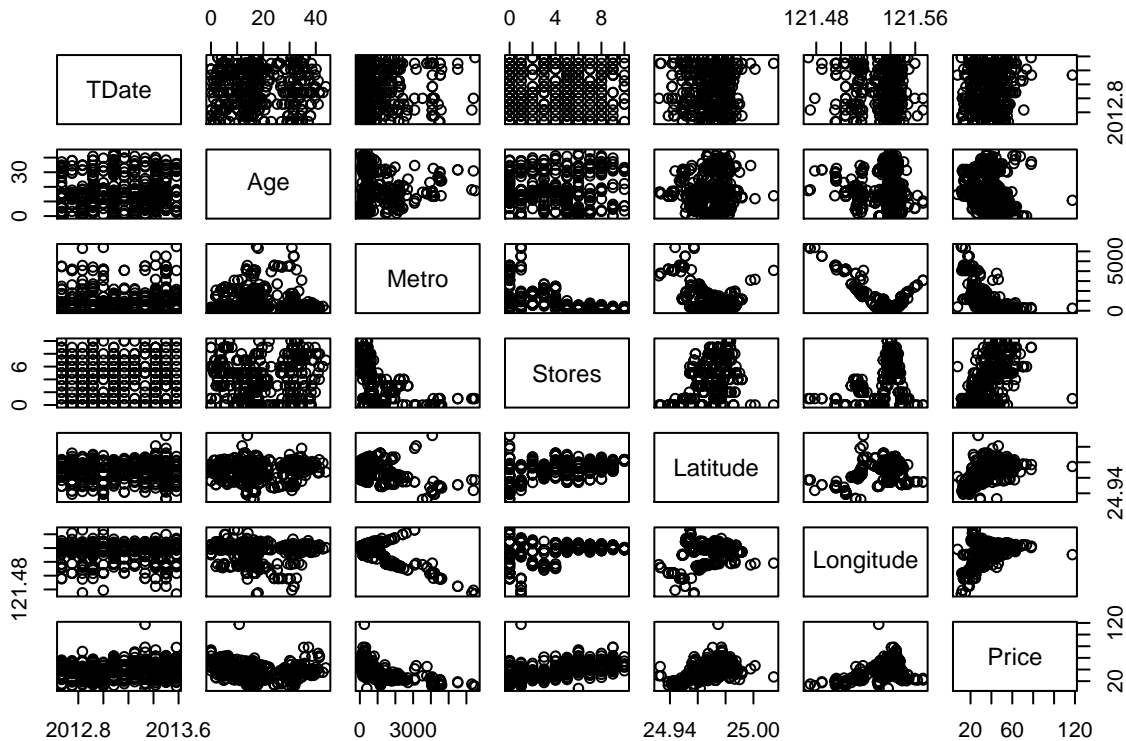 0 20 40 0 4 8 121.48 121.56
TDate 2012.8
0 30 Age
Metro 0 5000
0 6 Stores
Latitude 24.94
121.48 Longitude
Price 20 120
2012.8 2013.6 0 3000 24.94 25.00 20 60 120